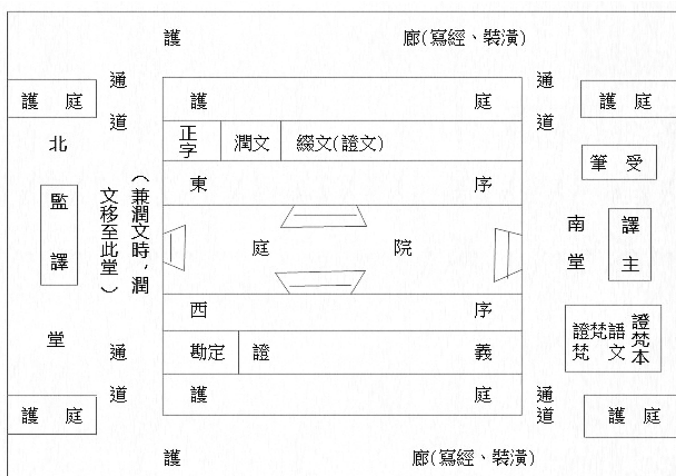 護 廊(寫經、裝潢)
護庭
通道
護庭
通道
護庭
正字
潤文
綴文(證文)
北
監譯
堂
(兼潤文時,潤
文移至此堂)
東序
庭院
西序
勘定
證義
護庭
筆受
南堂
譯主
證梵本
證梵語
梵文
通道
護庭
通道
護庭
護 廊(寫經、裝潢)